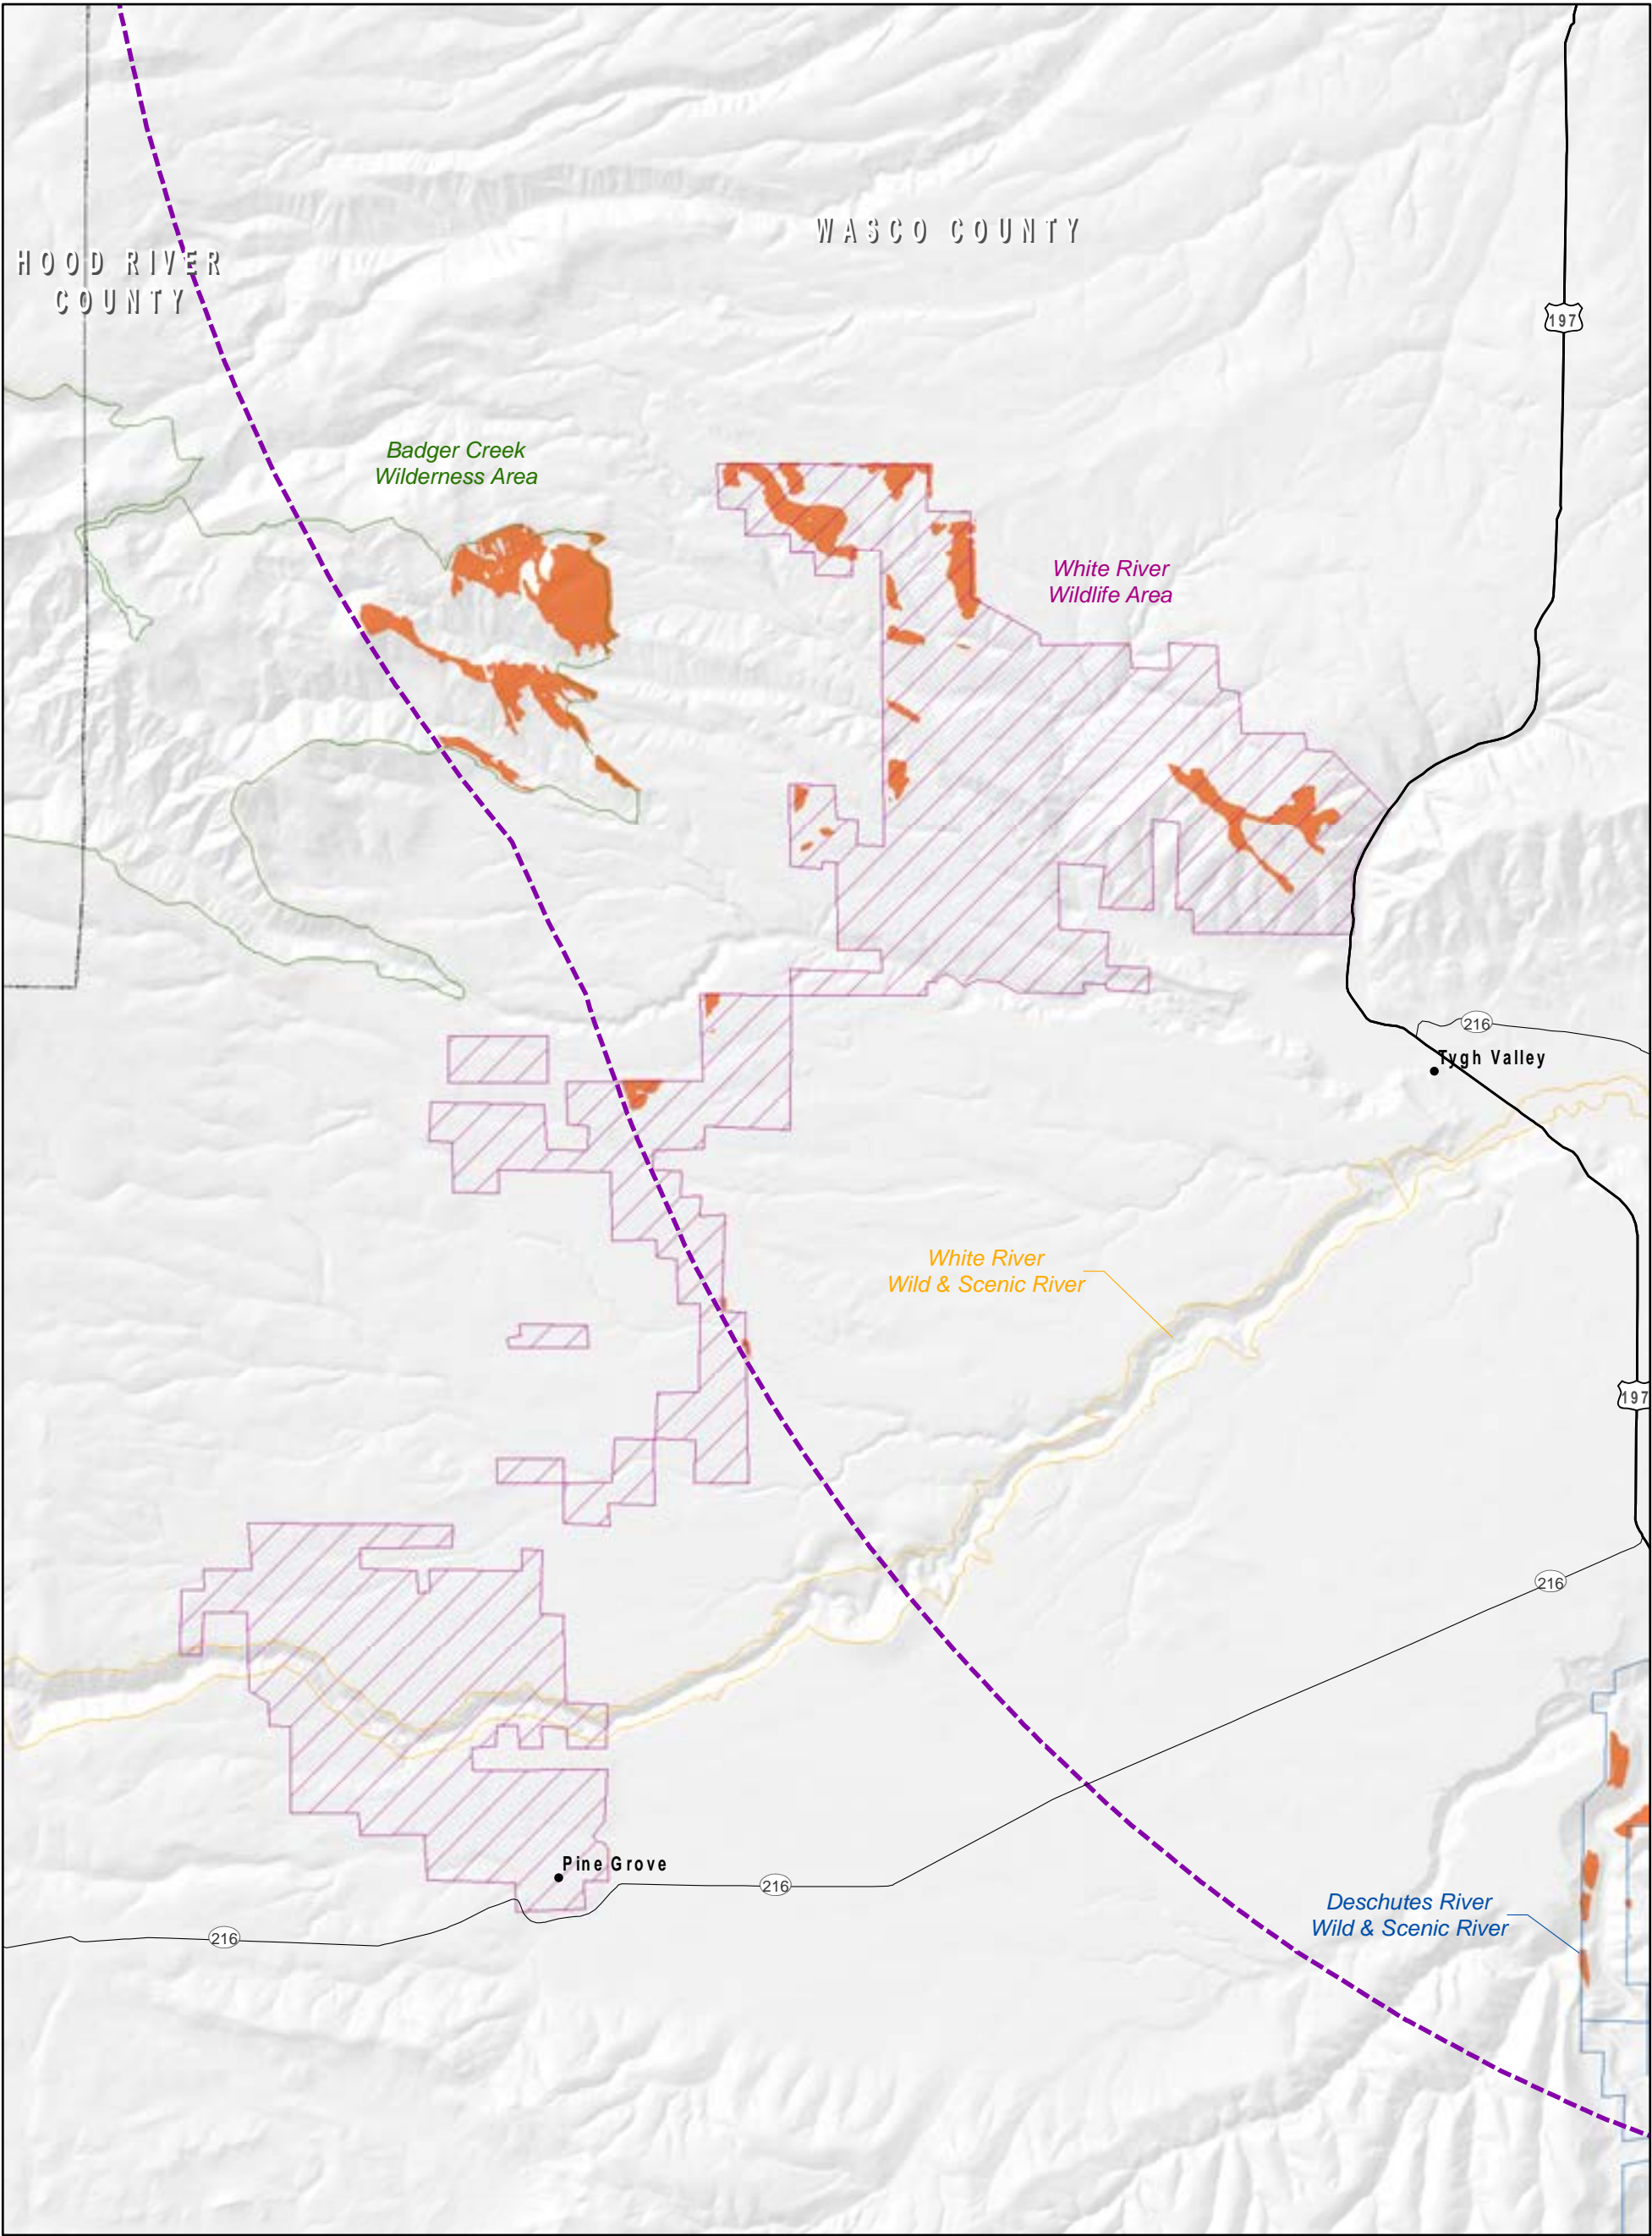 WASCO COUNTY
HOOD RIVER
COUNTY
197
Badger Creek
Wilderness Area
White River
Wildlife Area
216
Tygh Valley
White River
Wild & Scenic River
197
216
Pine Grove
216
Deschutes River
Wild & Scenic River
216